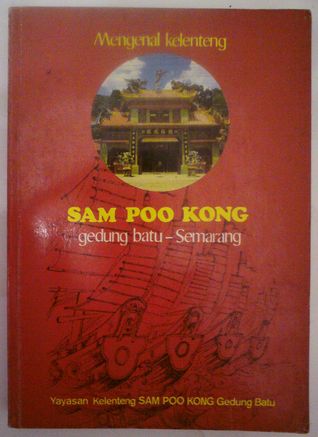 Mengenal kelenteng
SAM POO KONG
gedung batu – Semarang
Yayasan Kelenteng SAM POO KONG Gedung Batu